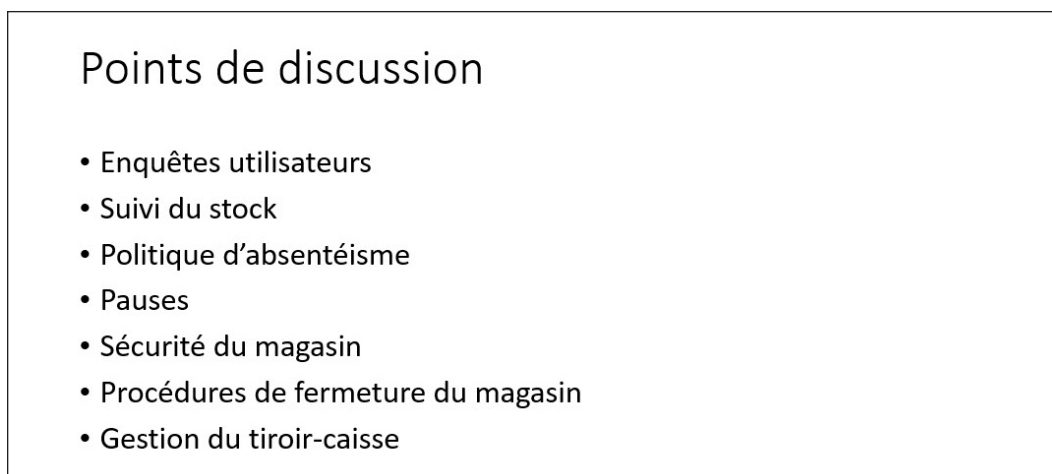 Points de discussion
• Enquêtes utilisateurs
• Suivi du stock
• Politique d’absentéisme
• Pauses
• Sécurité du magasin
• Procédures de fermeture du magasin
• Gestion du tiroir-caisse